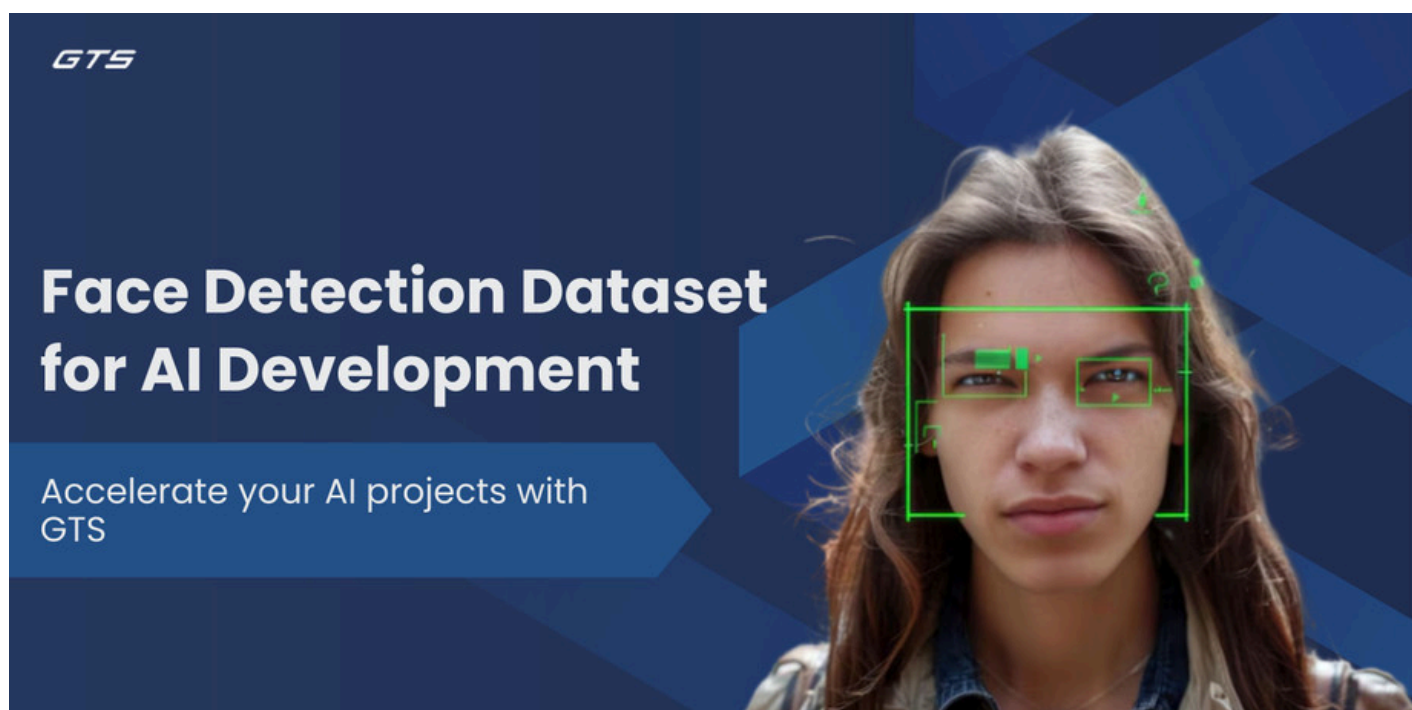 GTS
Face Detection Dataset
for AI Development
Accelerate your AI projects with
GTS